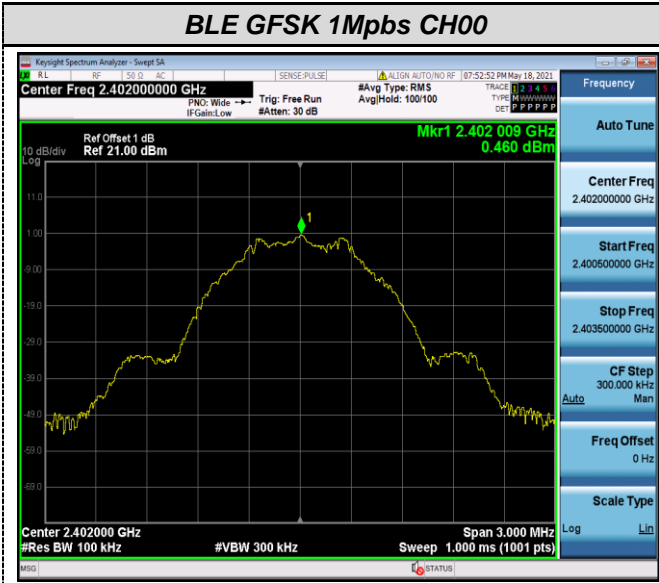 BLE GFSK 1Mpbs CH00
Keysight Spectrum Analyzer - Swept SA
RL RF 50 Ω AC SENSE:PULSE ALIGN AUTO/NO RF 07:52:52 PM May 18, 2021
Center Freq 2.402000000 GHz
PNO: Wide
IFGain:Low
Trig: Free Run
#Atten: 30 dB
#Avg Type: RMS
Avg|Hold: 100/100
TRACE 1 2 3 4 5 6
TYPE M WWWWW
DET P P P P P P
Frequency
Auto Tune
Center Freq
2.402000000 GHz
Start Freq
2.400500000 GHz
Stop Freq
2.403500000 GHz
CF Step
300.000 kHz
Auto Man
Freq Offset
0 Hz
Scale Type
Log Lin
Mkr1 2.402 009 GHz
0.460 dBm
Ref Offset 1 dB
10 dB/div Ref 21.00 dBm
Log
11.0
1.00
1
-9.00
-19.0
-29.0
-39.0
-49.0
-59.0
-69.0
Center 2.402000 GHz Span 3.000 MHz
#Res BW 100 kHz #VBW 300 kHz Sweep 1.000 ms (1001 pts)
MSG STATUS